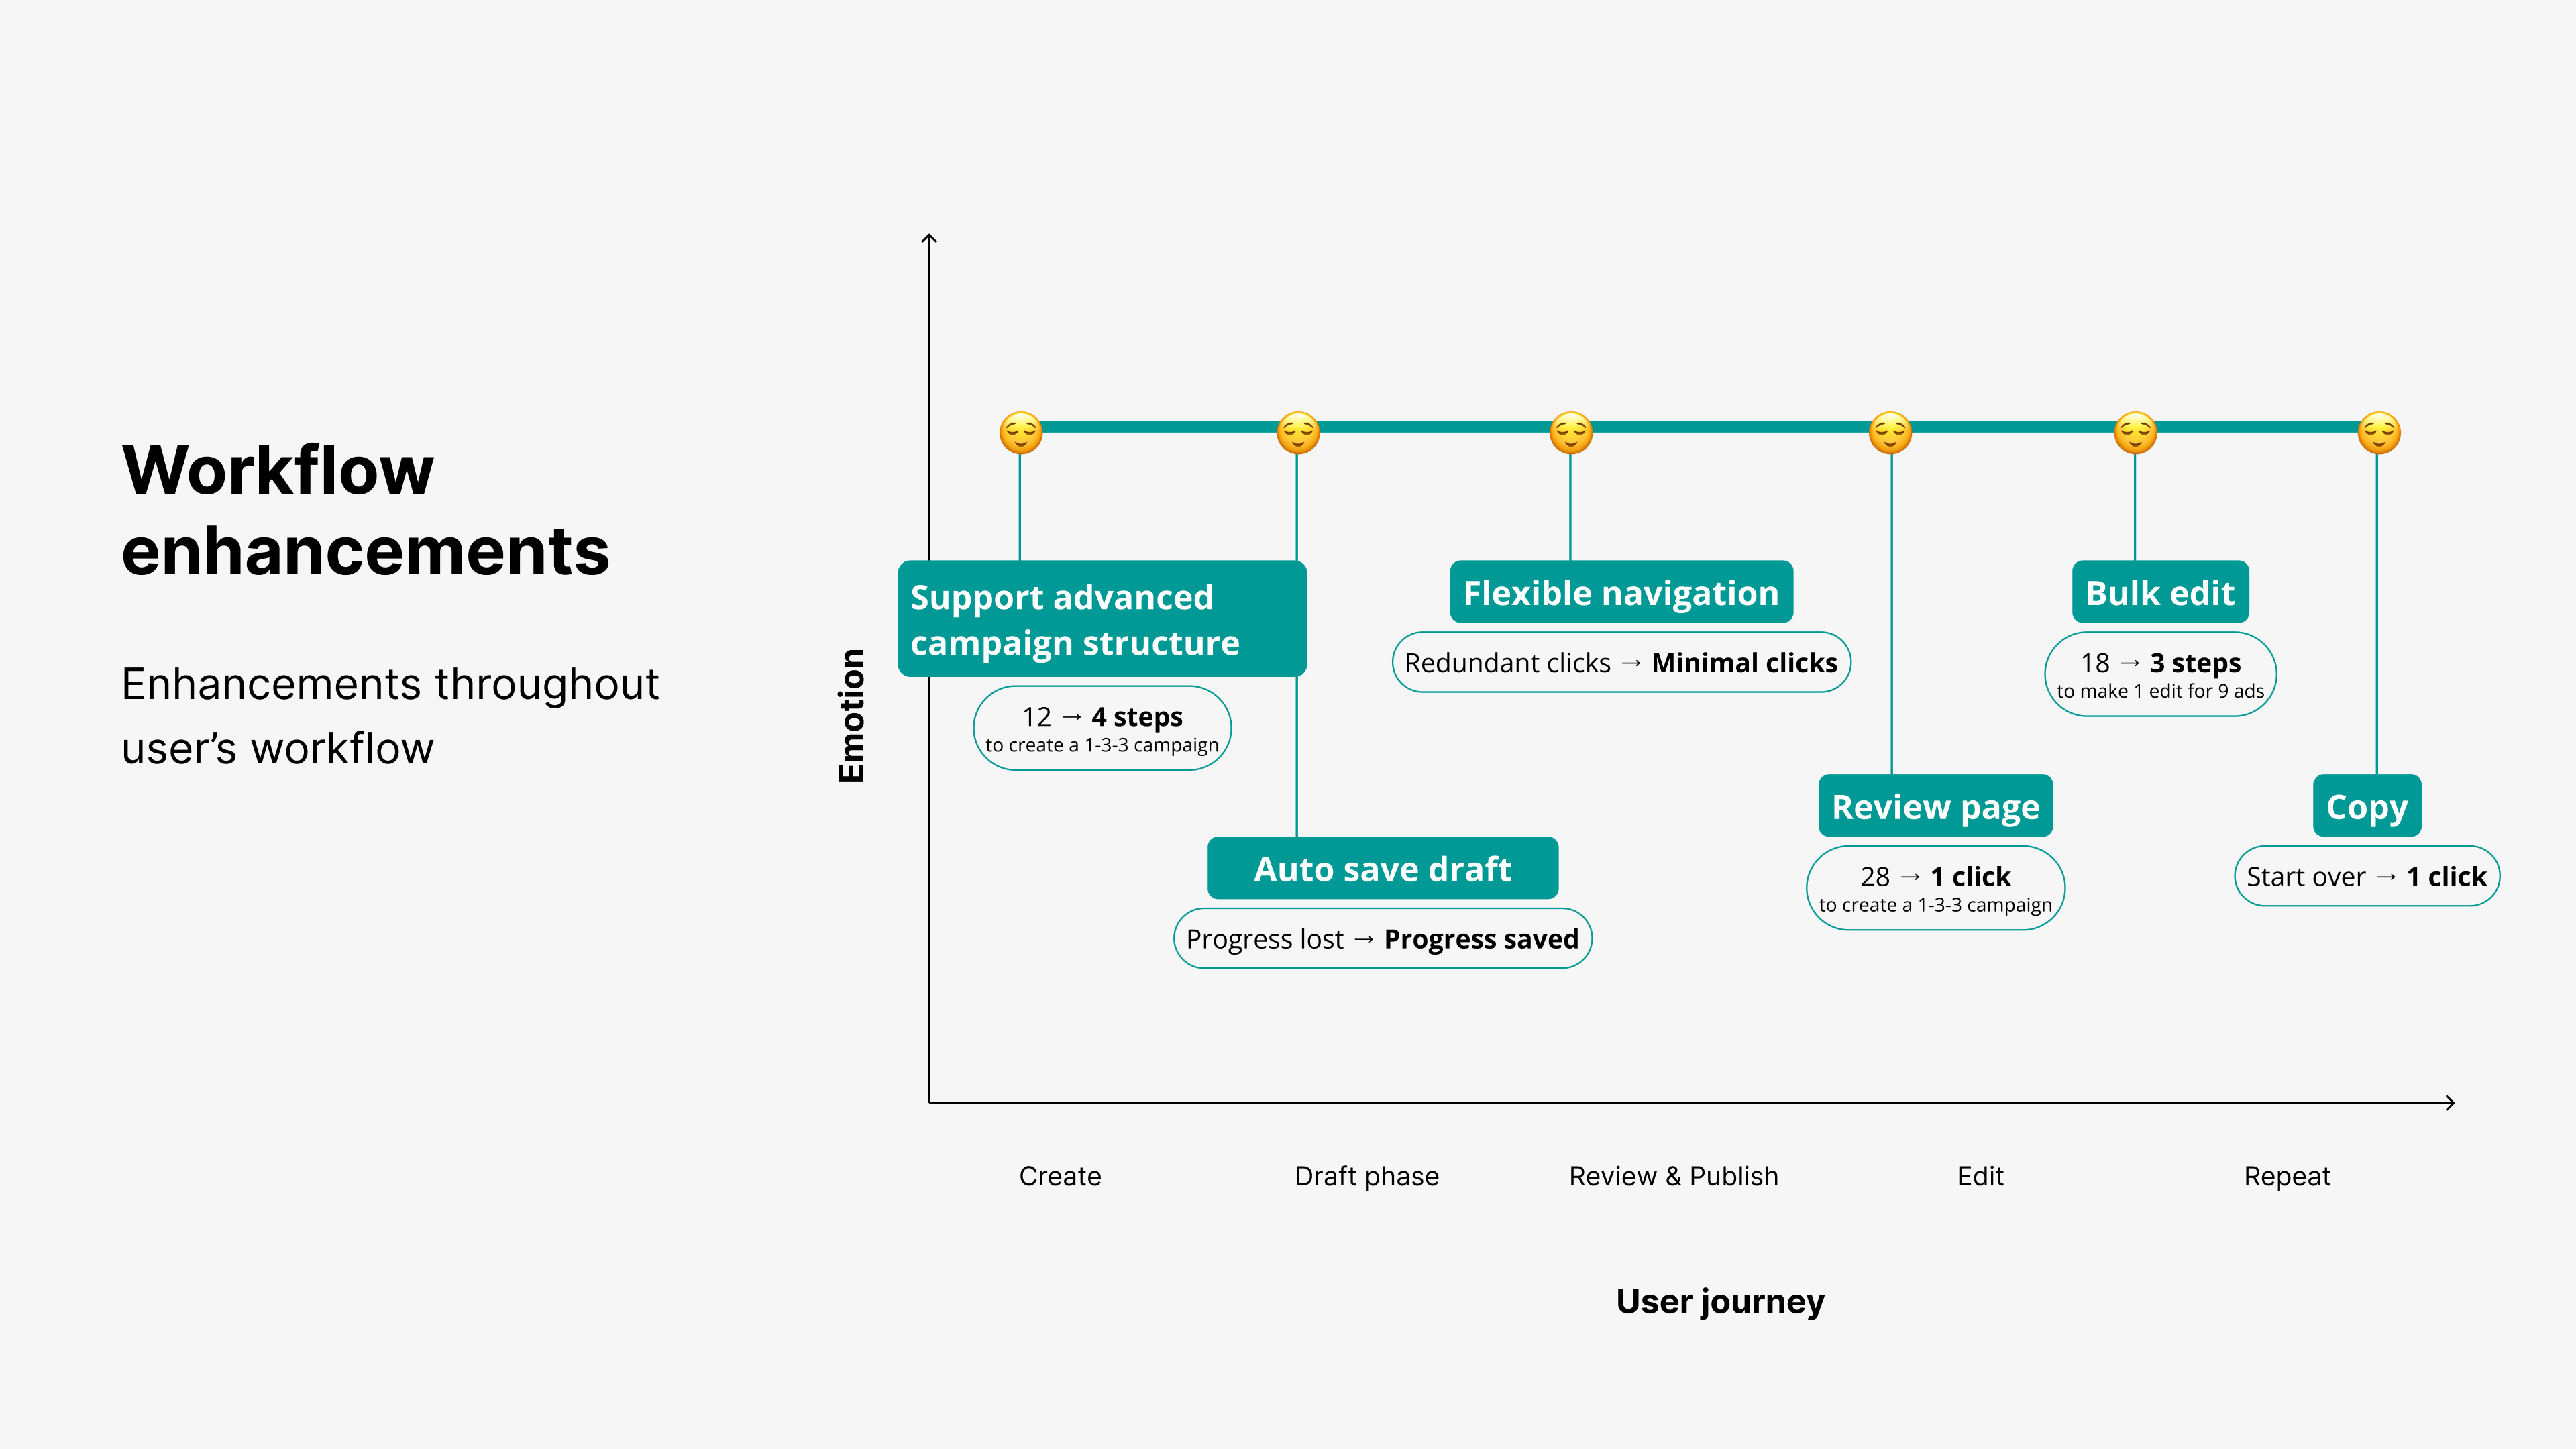 Workflow
enhancements
Enhancements throughout
user’s workflow
Emotion
Support advanced
campaign structure
12 → 4 steps
to create a 1-3-3 campaign
Auto save draft
Progress lost → Progress saved
Flexible navigation
Redundant clicks → Minimal clicks
Review page
28 → 1 click
to create a 1-3-3 campaign
Bulk edit
18 → 3 steps
to make 1 edit for 9 ads
Copy
Start over → 1 click
Create
Draft phase
Review & Publish
Edit
Repeat
User journey